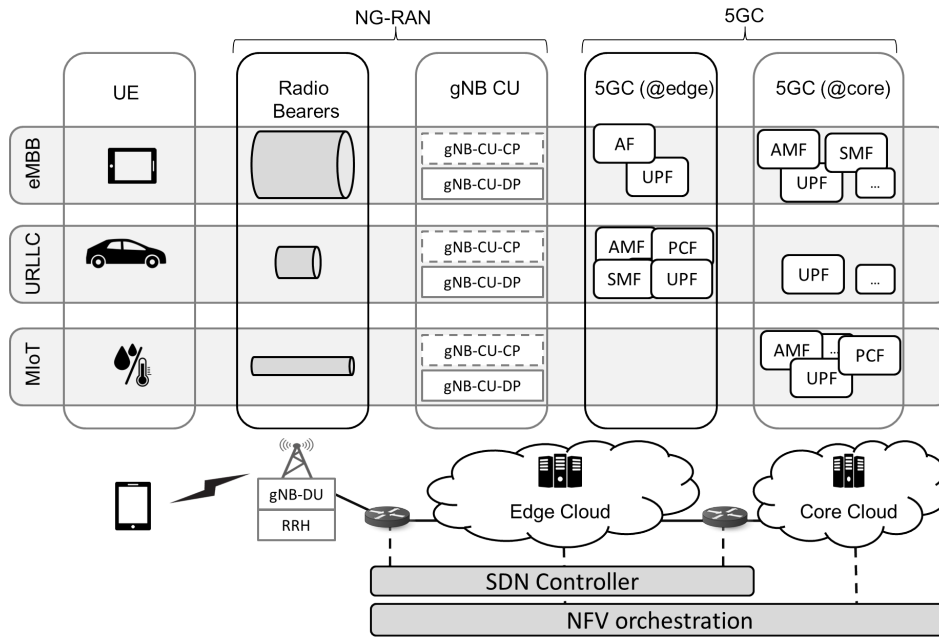 NG-RAN
5GC
UE
Radio
Bearers
gNB CU
5GC (@edge)
5GC (@core)
eMBB
gNB-CU-CP
gNB-CU-DP
AF
UPF
AMF
SMF
UPF
...
URLLC
gNB-CU-CP
gNB-CU-DP
AMF
PCF
SMF
UPF
UPF
...
MIoT
gNB-CU-CP
gNB-CU-DP
AMF
...
PCF
UPF
gNB-DU
RRH
Edge Cloud
Core Cloud
SDN Controller
NFV orchestration